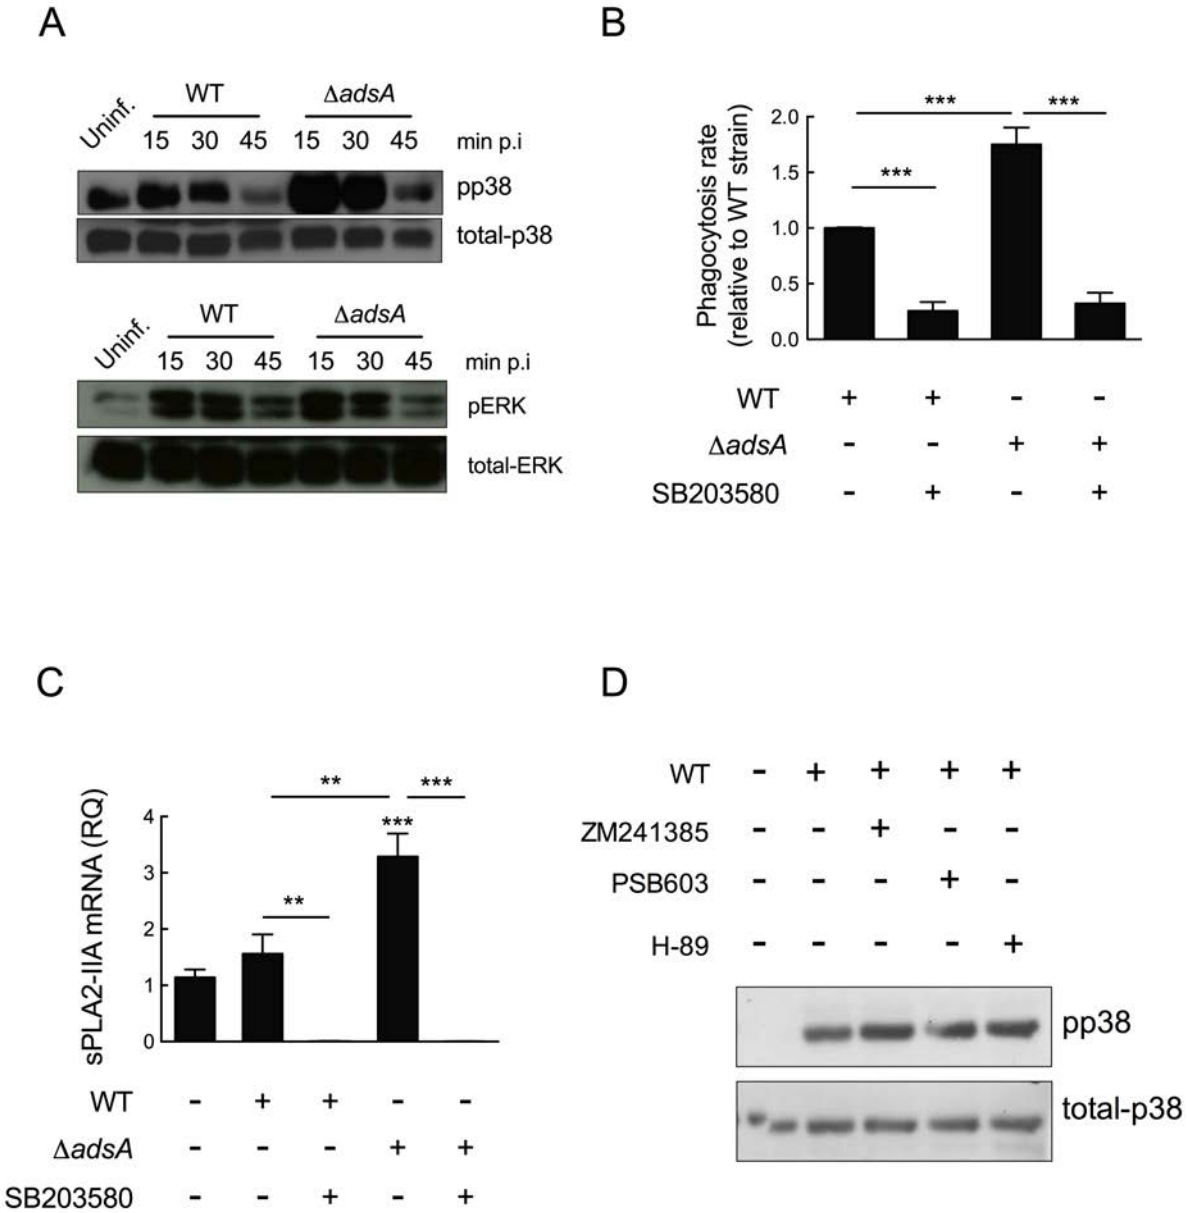 A
Uninf.
WT
ΔadsA
15 30 45 15 30 45 min p.i
pp38
total-p38
Uninf.
WT
ΔadsA
15 30 45 15 30 45 min p.i
pERK
total-ERK
B
Phagocytosis rate
(relative to WT strain)
2.0
1.5
1.0
0.5
0.0
*** ***
***
WT + + - -
ΔadsA - - + +
SB203580 - + - +
C
sPLA2-IIA mRNA (RQ)
4
3
2
1
0
** ***
***
**
WT - + + - -
ΔadsA - - - + +
SB203580 - - + - +
D
WT - + + + +
ZM241385 - - + - -
PSB603 - - - + -
H-89 - - - - +
pp38
total-p38